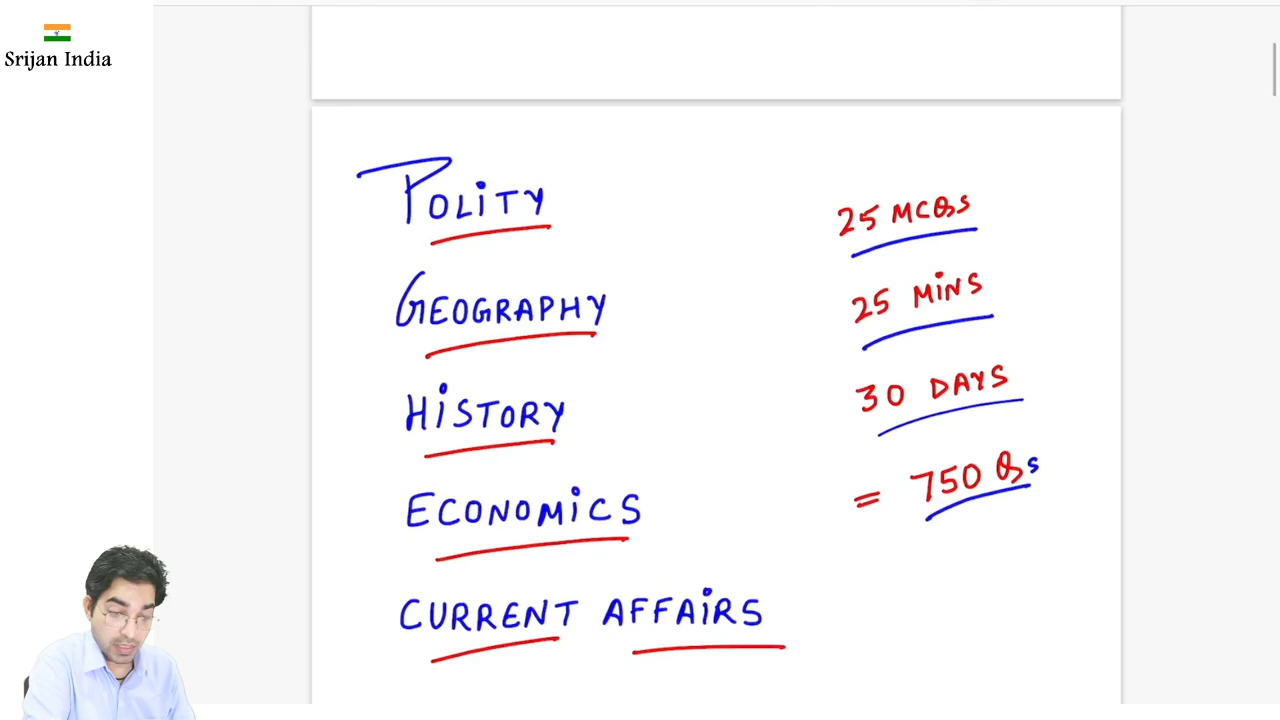 Srijan India
POLITY
GEOGRAPHY
HiSTORY
ECONOMiCS
CURRENT AFFAiRS
25 MCQs
25 MiNS
30 DAYS
= 750 Qs